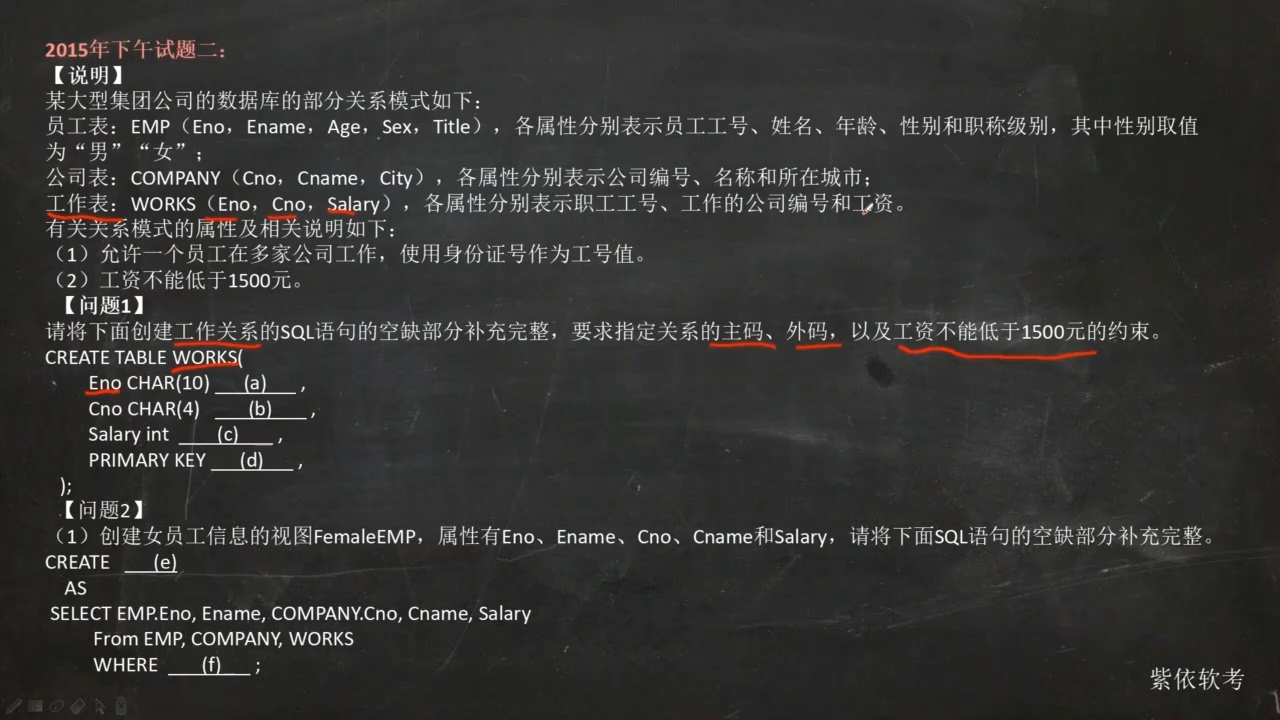 2015年下午试题二:
【说明】
某大型集团公司的数据库的部分关系模式如下:
员工表: EMP（Eno，Ename，Age，Sex，Title），各属性分别表示员工工号、姓名、年龄、性别和职称级别，其中性别取值
为“男”“女”;
公司表: COMPANY（Cno，Cname，City），各属性分别表示公司编号、名称和所在城市;
工作表: WORKS（Eno，Cno，Salary），各属性分别表示职工工号、工作的公司编号和工资。
有关关系模式的属性及相关说明如下:
（1）允许一个员工在多家公司工作，使用身份证号作为工号值。
（2）工资不能低于1500元。
【问题1】
请将下面创建工作关系的SQL语句的空缺部分补充完整，要求指定关系的主码、外码，以及工资不能低于1500元的约束。
CREATE TABLE WORKS(
Eno CHAR(10) ___(a)___ ,
Cno CHAR(4) ___(b)___ ,
Salary int ___(c)___ ,
PRIMARY KEY ___(d)___ ,
);
【问题2】
（1）创建女员工信息的视图FemaleEMP，属性有Eno、Ename、Cno、Cname和Salary，请将下面SQL语句的空缺部分补充完整。
CREATE ___(e)
AS
SELECT EMP.Eno, Ename, COMPANY.Cno, Cname, Salary
From EMP, COMPANY, WORKS
WHERE ___(f)___ ;
紫依软考